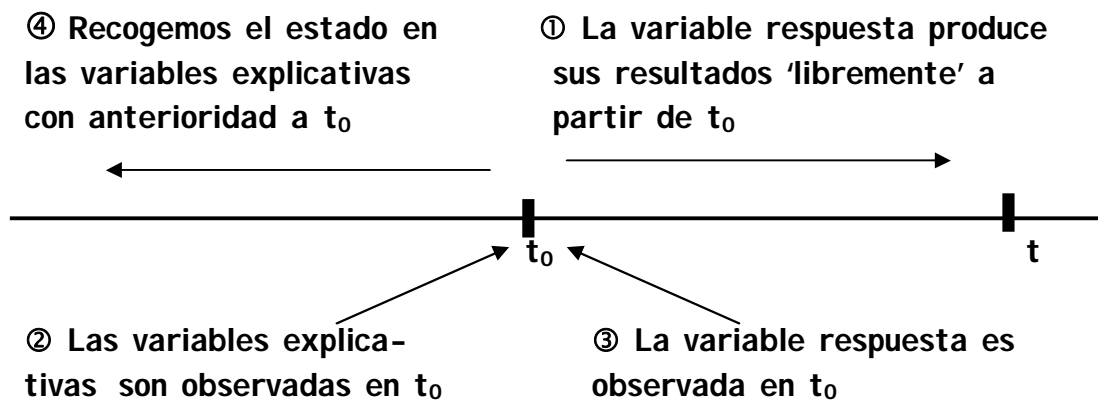 ④ Recogemos el estado en
las variables explicativas
con anterioridad a t₀
① La variable respuesta produce
sus resultados ‘libremente’ a
partir de t₀
t₀
t
② Las variables explica-
tivas son observadas en t₀
③ La variable respuesta es
observada en t₀